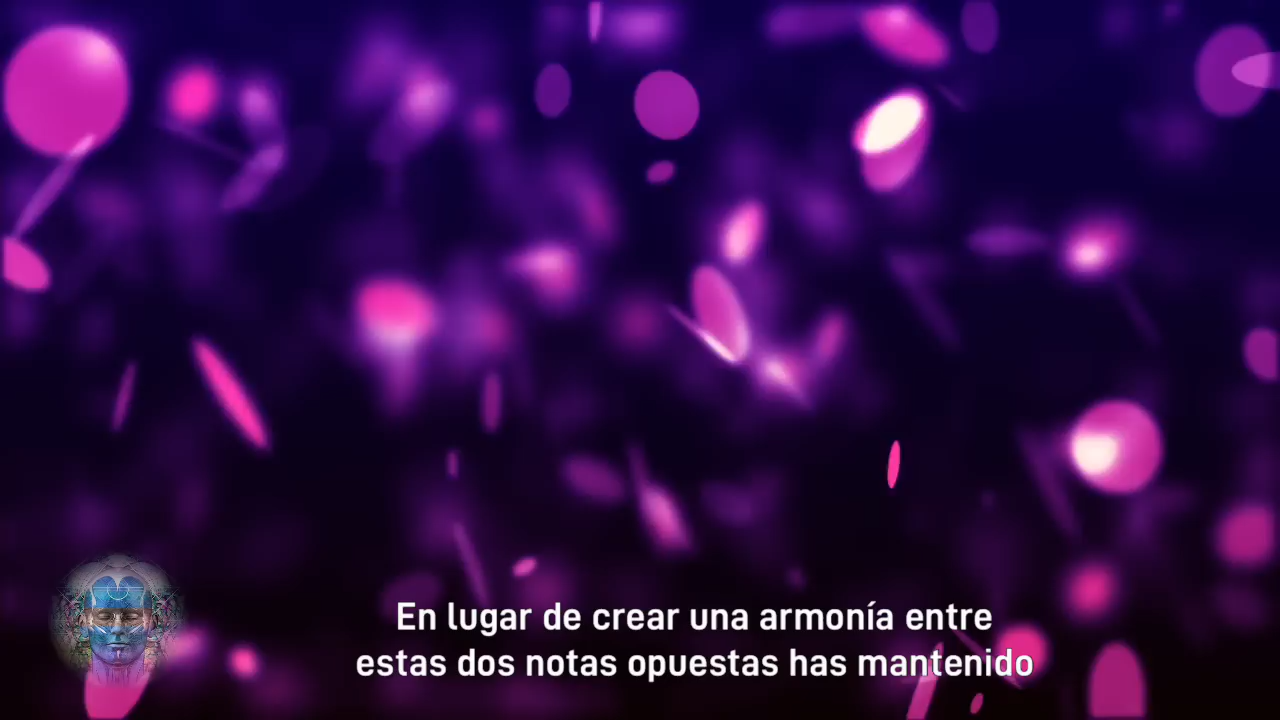 En lugar de crear una armonía entre
estas dos notas opuestas has mantenido